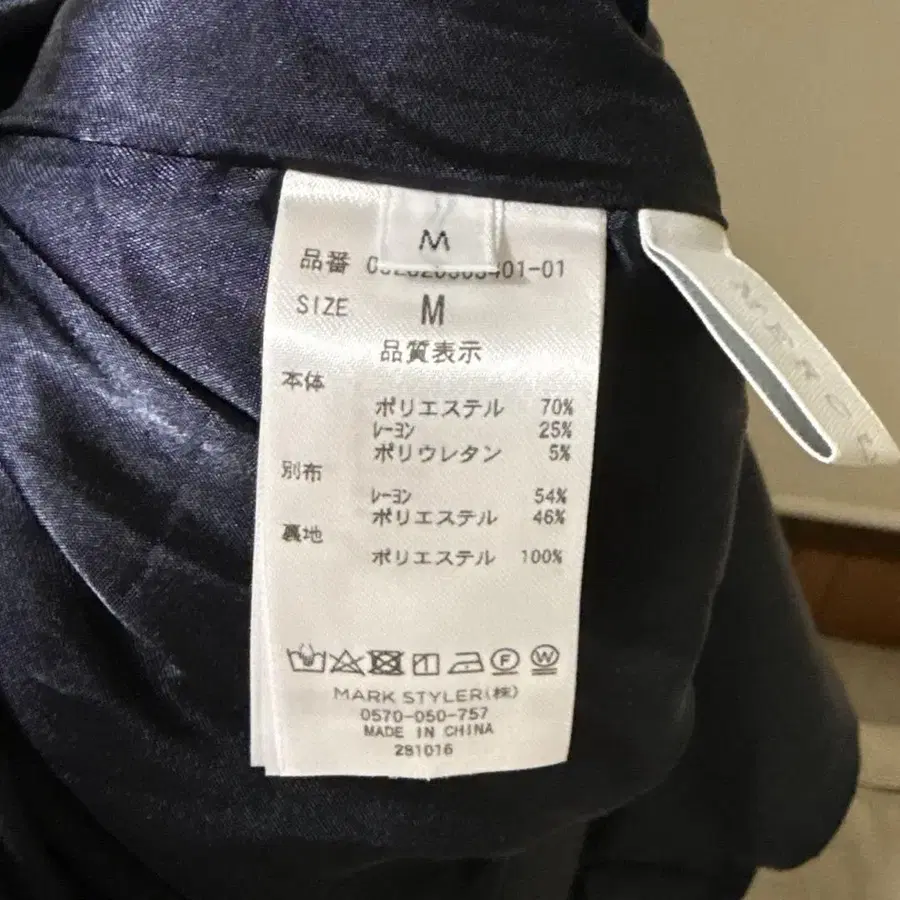 M
品番
401-01
SIZE M
品質表示
本体
ポリエステル 70%
レーヨン 25%
ポリウレタン 5%
別布
レーヨン 54%
ポリエステル 46%
裏地
ポリエステル 100%
MARK STYLER(株)
0570-050-757
MADE IN CHINA
281016